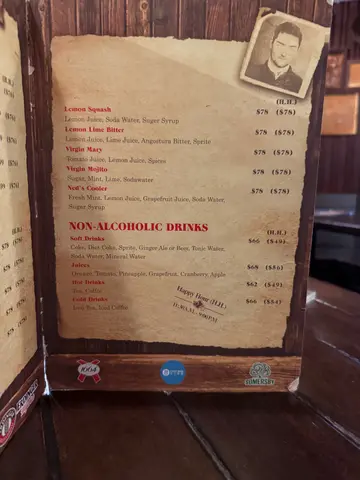 (H.H.)
Lemon Squash $78 ($78)
Lemon Juice, Soda Water, Suger Syrup
Lemon Lime Bitter $78 ($78)
Lemon Juice, Lime Juice, Angustura Bitter, Sprite
Virgin Mary $78 ($78)
Tomato Juice, Lemon Juice, Spices
Virgin Mojito $78 ($78)
Sugar, Mint, Lime, Sodawater
Ned's Cooler $78 ($78)
Fresh Mint, Lemon Juice, Grapefruit Juice, Soda Water,
Sugar Syrup
NON-ALCOHOLIC DRINKS
(H.H.)
Soft Drinks $66 ($49)
Coke, Diet Coke, Sprite, Ginger Ale or Beer, Tonic Water,
Soda Water, Mineral Water
Juices $68 ($56)
Orange, Tomato, Pineapple, Grapefruit, Cranberry, Apple
Hot Drinks $62 ($49)
Tea, Coffee
Cold Drinks $66 ($54)
Iced Tea, Iced Coffee
Happy Hour (H.H.)
1664
SOMERSBY